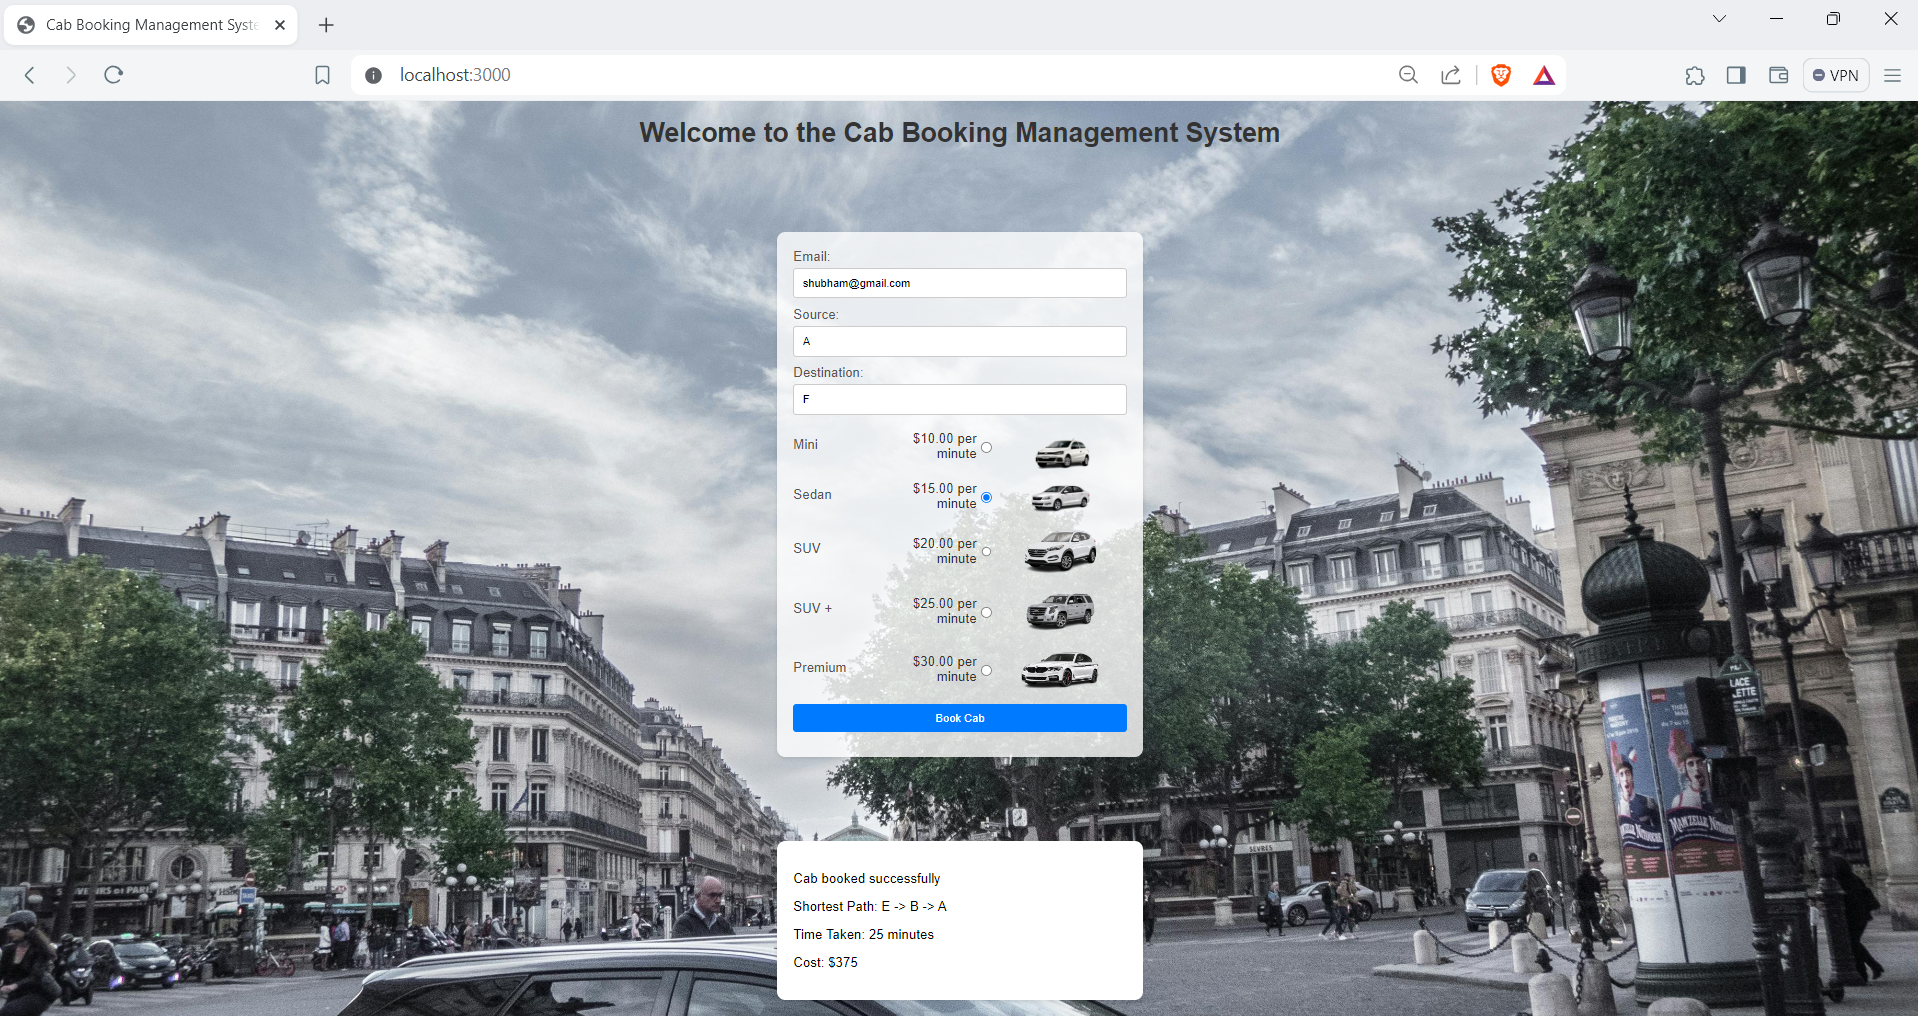 Cab Booking Management Syste
localhost:3000
VPN
Welcome to the Cab Booking Management System
Email:
shubham@gmail.com
Source:
A
Destination:
F
Mini
$10.00 per
minute
Sedan
$15.00 per
minute
SUV
$20.00 per
minute
SUV +
$25.00 per
minute
Premium
$30.00 per
minute
Book Cab
Cab booked successfully
Shortest Path: E -> B -> A
Time Taken: 25 minutes
Cost: $375
SEVRES